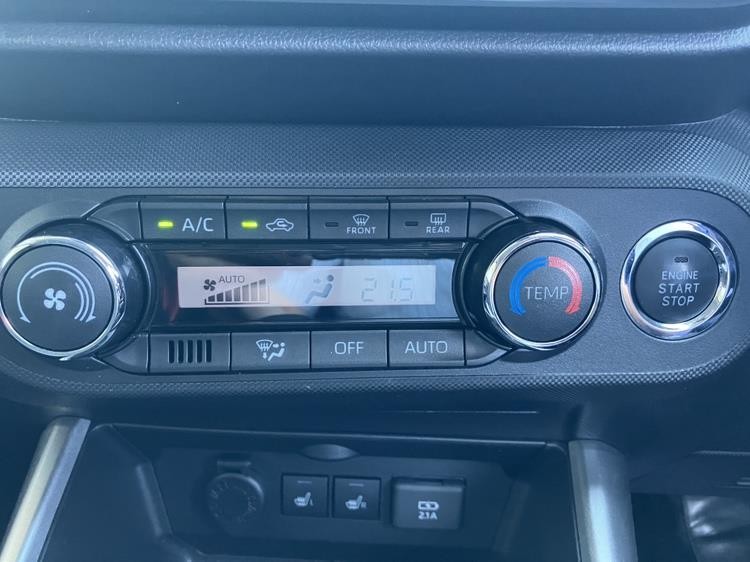 A/C
FRONT
REAR
AUTO
21.5
TEMP
ENGINE
START
STOP
OFF
AUTO
L
R
2.1A